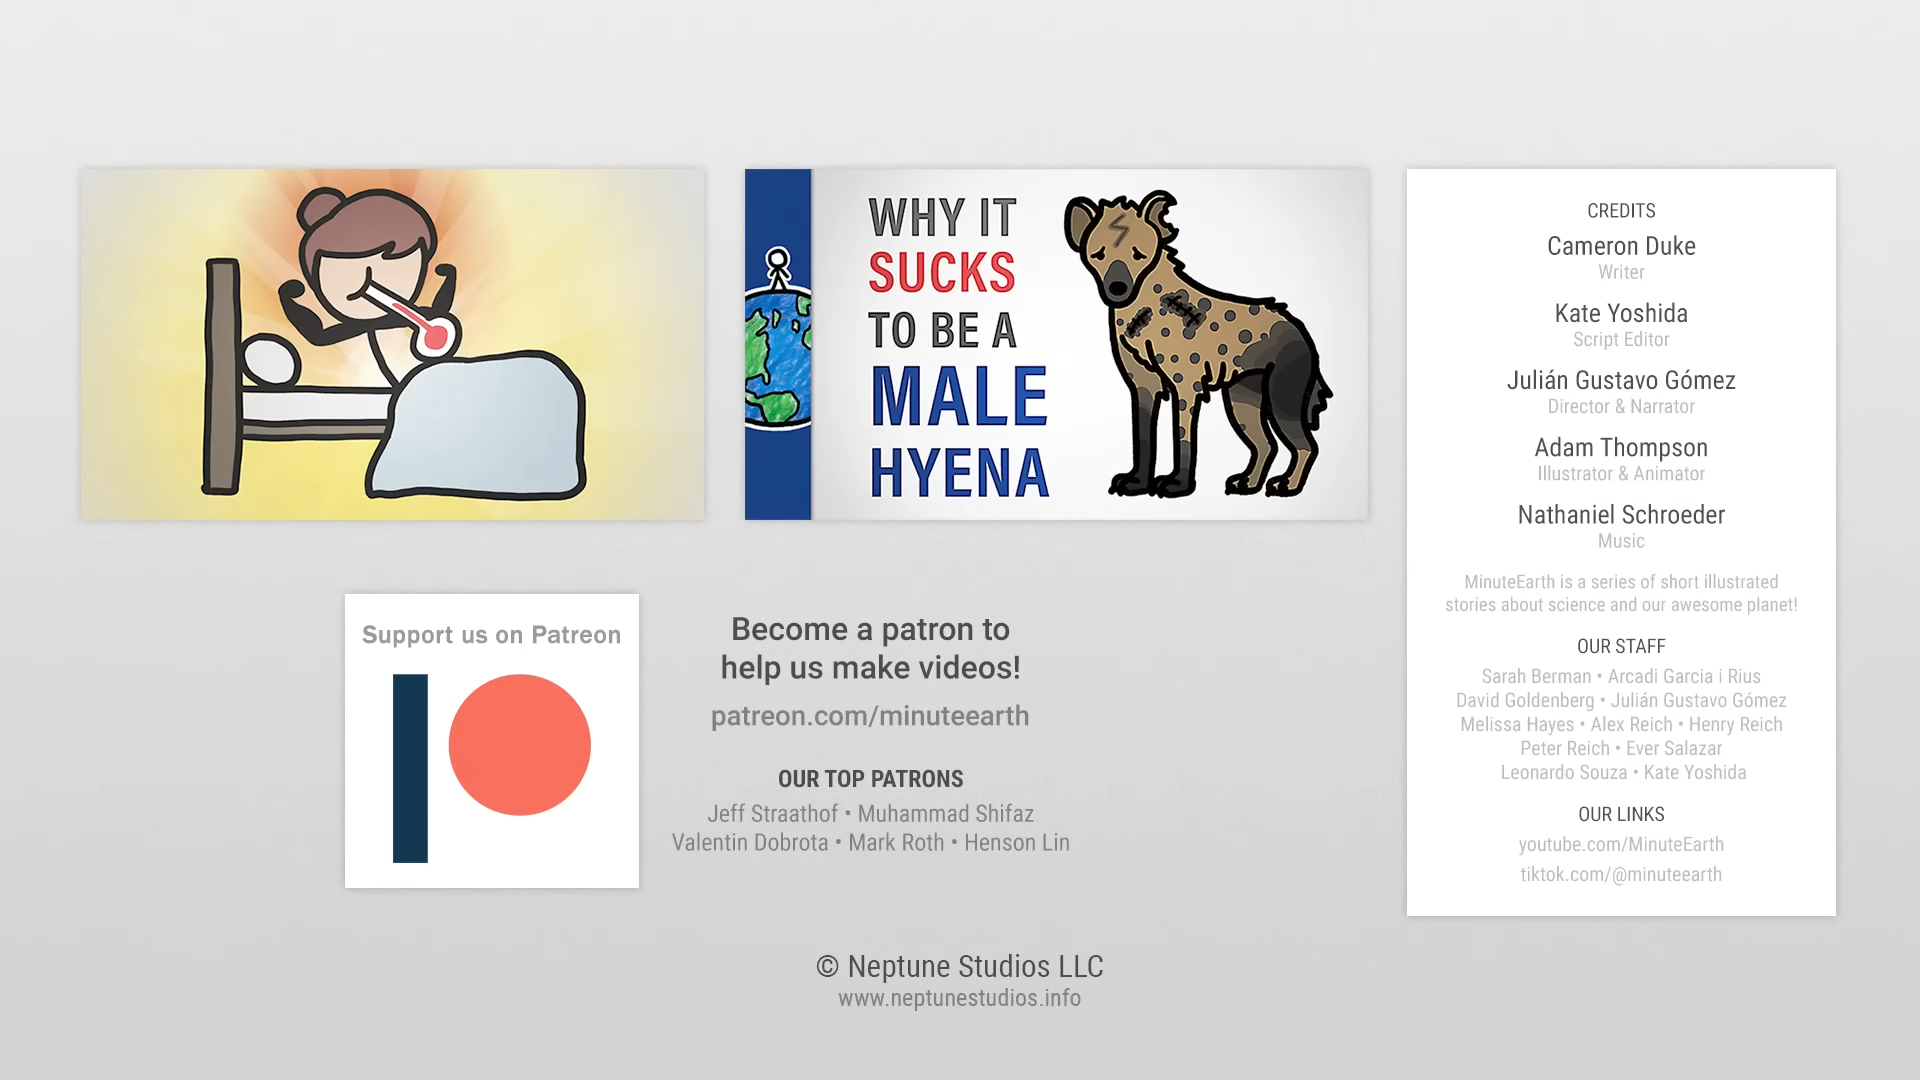 WHY IT
SUCKS
TO BE A
MALE
HYENA
CREDITS
Cameron Duke
Writer
Kate Yoshida
Script Editor
Julián Gustavo Gómez
Director & Narrator
Adam Thompson
Illustrator & Animator
Nathaniel Schroeder
Music
MinuteEarth is a series of short illustrated
stories about science and our awesome planet!
OUR STAFF
Sarah Berman • Arcadi Garcia i Rius
David Goldenberg • Julián Gustavo Gómez
Melissa Hayes • Alex Reich • Henry Reich
Peter Reich • Ever Salazar
Leonardo Souza • Kate Yoshida
OUR LINKS
youtube.com/MinuteEarth
tiktok.com/@minuteearth
Support us on Patreon
Become a patron to
help us make videos!
patreon.com/minuteearth
OUR TOP PATRONS
Jeff Straathof • Muhammad Shifaz
Valentin Dobrota • Mark Roth • Henson Lin
© Neptune Studios LLC
www.neptunestudios.info